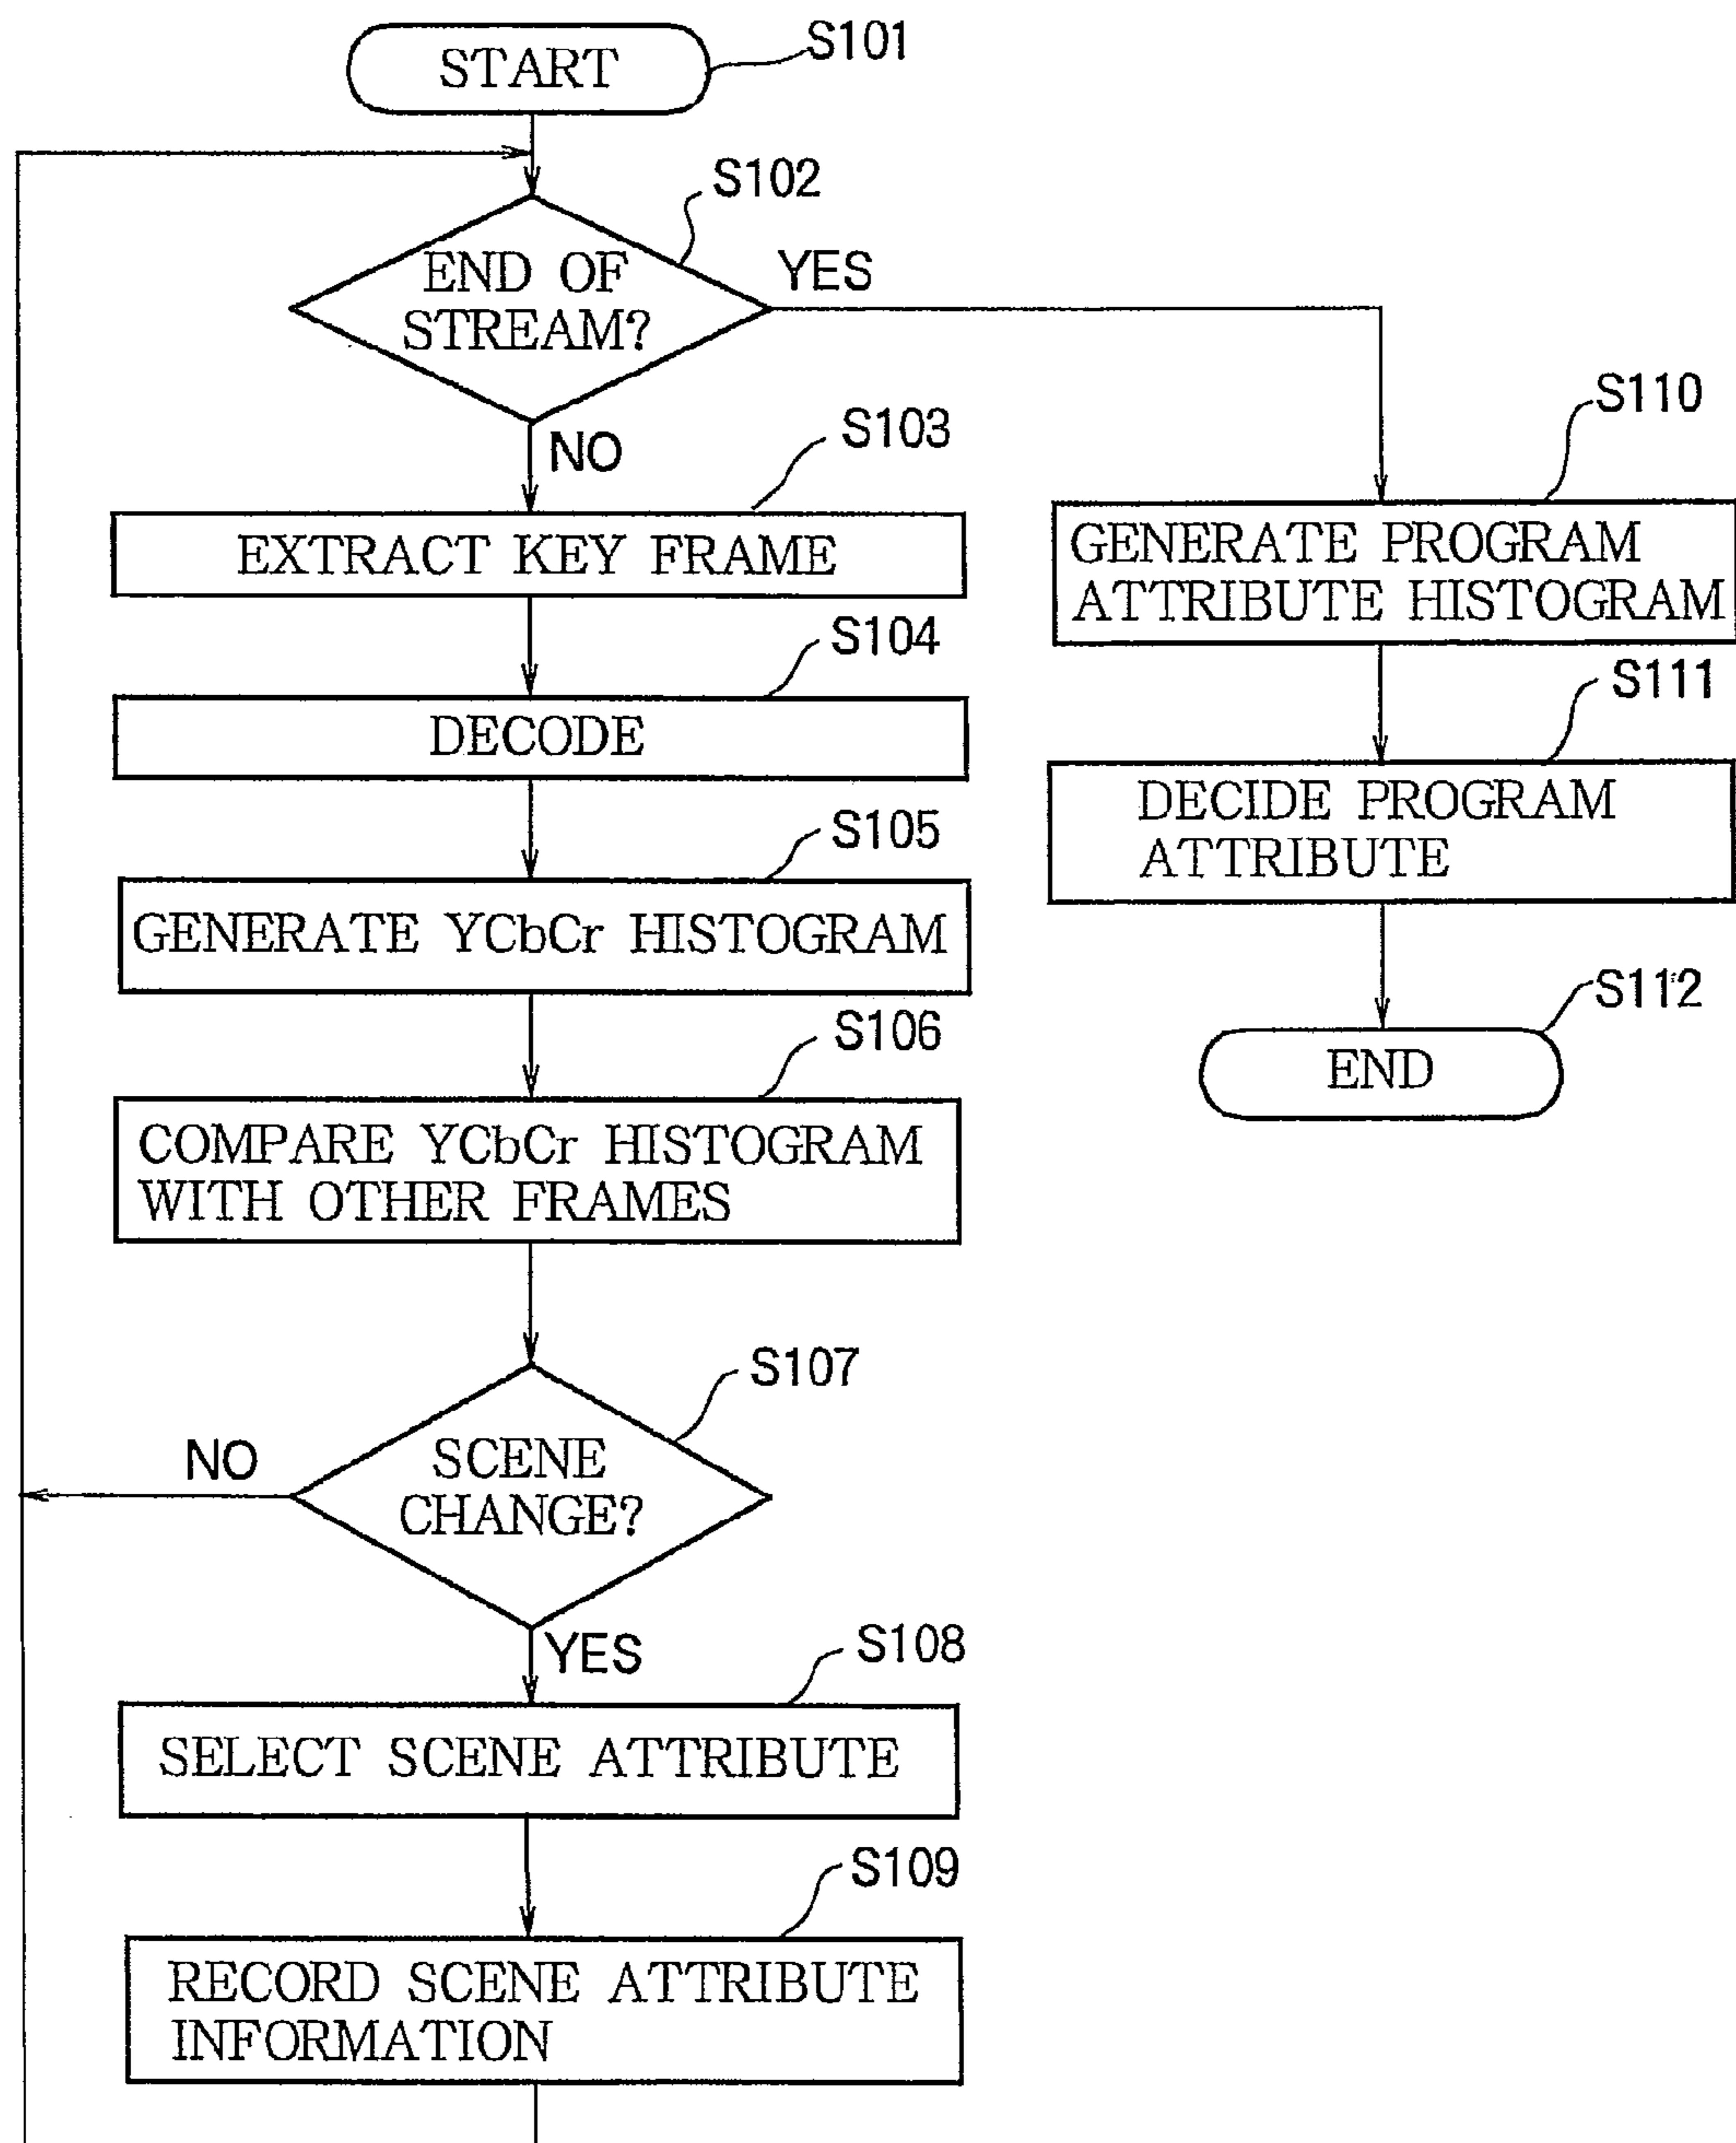 START
S101
S102
END OF
STREAM?
YES
NO
S103
EXTRACT KEY FRAME
S104
DECODE
S105
GENERATE YCbCr HISTOGRAM
S106
COMPARE YCbCr HISTOGRAM
WITH OTHER FRAMES
S107
SCENE
CHANGE?
NO
YES
S108
SELECT SCENE ATTRIBUTE
S109
RECORD SCENE ATTRIBUTE
INFORMATION
S110
GENERATE PROGRAM
ATTRIBUTE HISTOGRAM
S111
DECIDE PROGRAM
ATTRIBUTE
S112
END